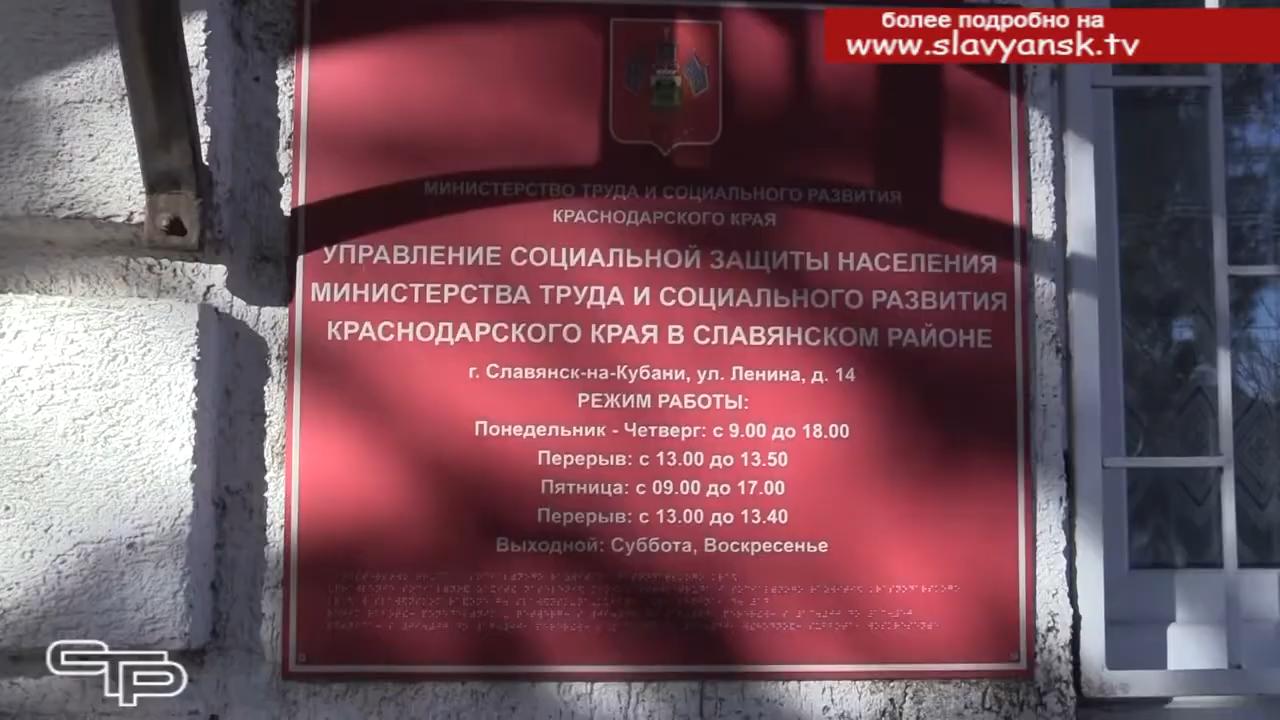 более подробно на
www.slavyansk.tv
МИНИСТЕРСТВО ТРУДА И СОЦИАЛЬНОГО РАЗВИТИЯ
КРАСНОДАРСКОГО КРАЯ
УПРАВЛЕНИЕ СОЦИАЛЬНОЙ ЗАЩИТЫ НАСЕЛЕНИЯ
МИНИСТЕРСТВА ТРУДА И СОЦИАЛЬНОГО РАЗВИТИЯ
КРАСНОДАРСКОГО КРАЯ В СЛАВЯНСКОМ РАЙОНЕ
г. Славянск-на-Кубани, ул. Ленина, д. 14
РЕЖИМ РАБОТЫ:
Понедельник - Четверг: с 9.00 до 18.00
Перерыв: с 13.00 до 13.50
Пятница: с 09.00 до 17.00
Перерыв: с 13.00 до 13.40
Выходной: Суббота, Воскресенье
СТР